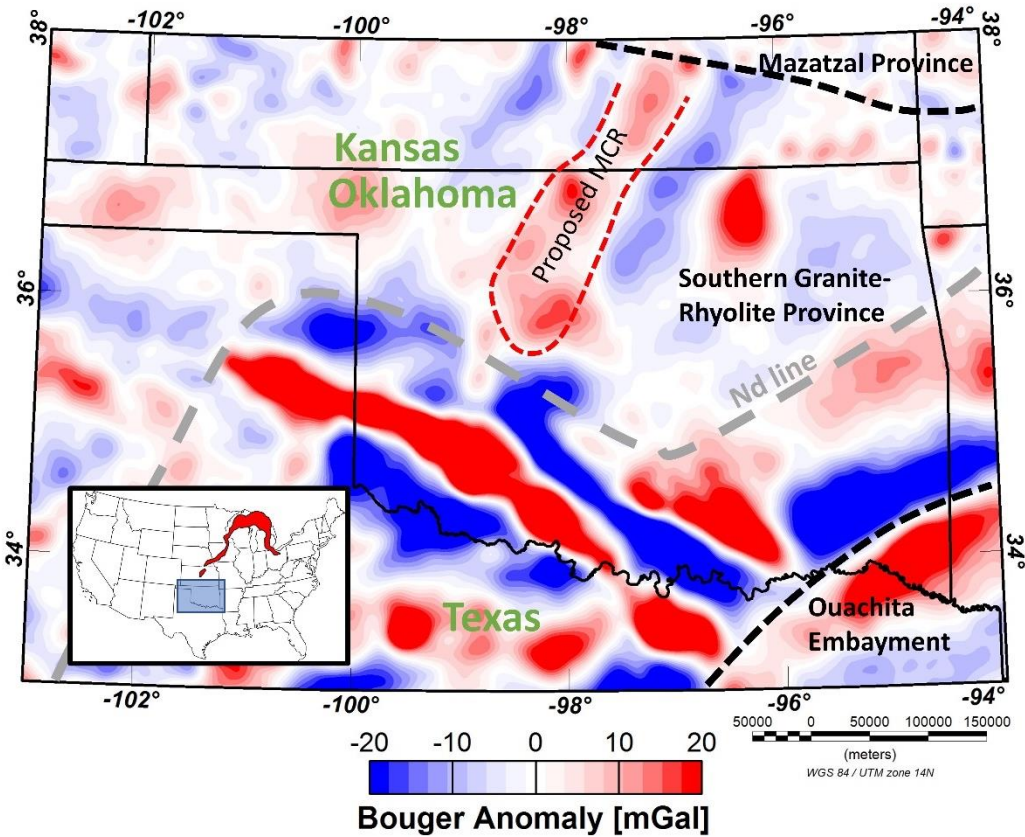 -102°
-100°
-98°
-96°
-94°
38°
38°
Mazatzal Province
Kansas
Oklahoma
Proposed MCR
36°
36°
Southern Granite-
Rhyolite Province
Nd line
34°
34°
Texas
Ouachita
Embayment
-102°
-100°
-98°
-96°
-94°
50000 0 50000 100000 150000
(meters)
WGS 84 / UTM zone 14N
-20 -10 0 10 20
Bouger Anomaly [mGal]